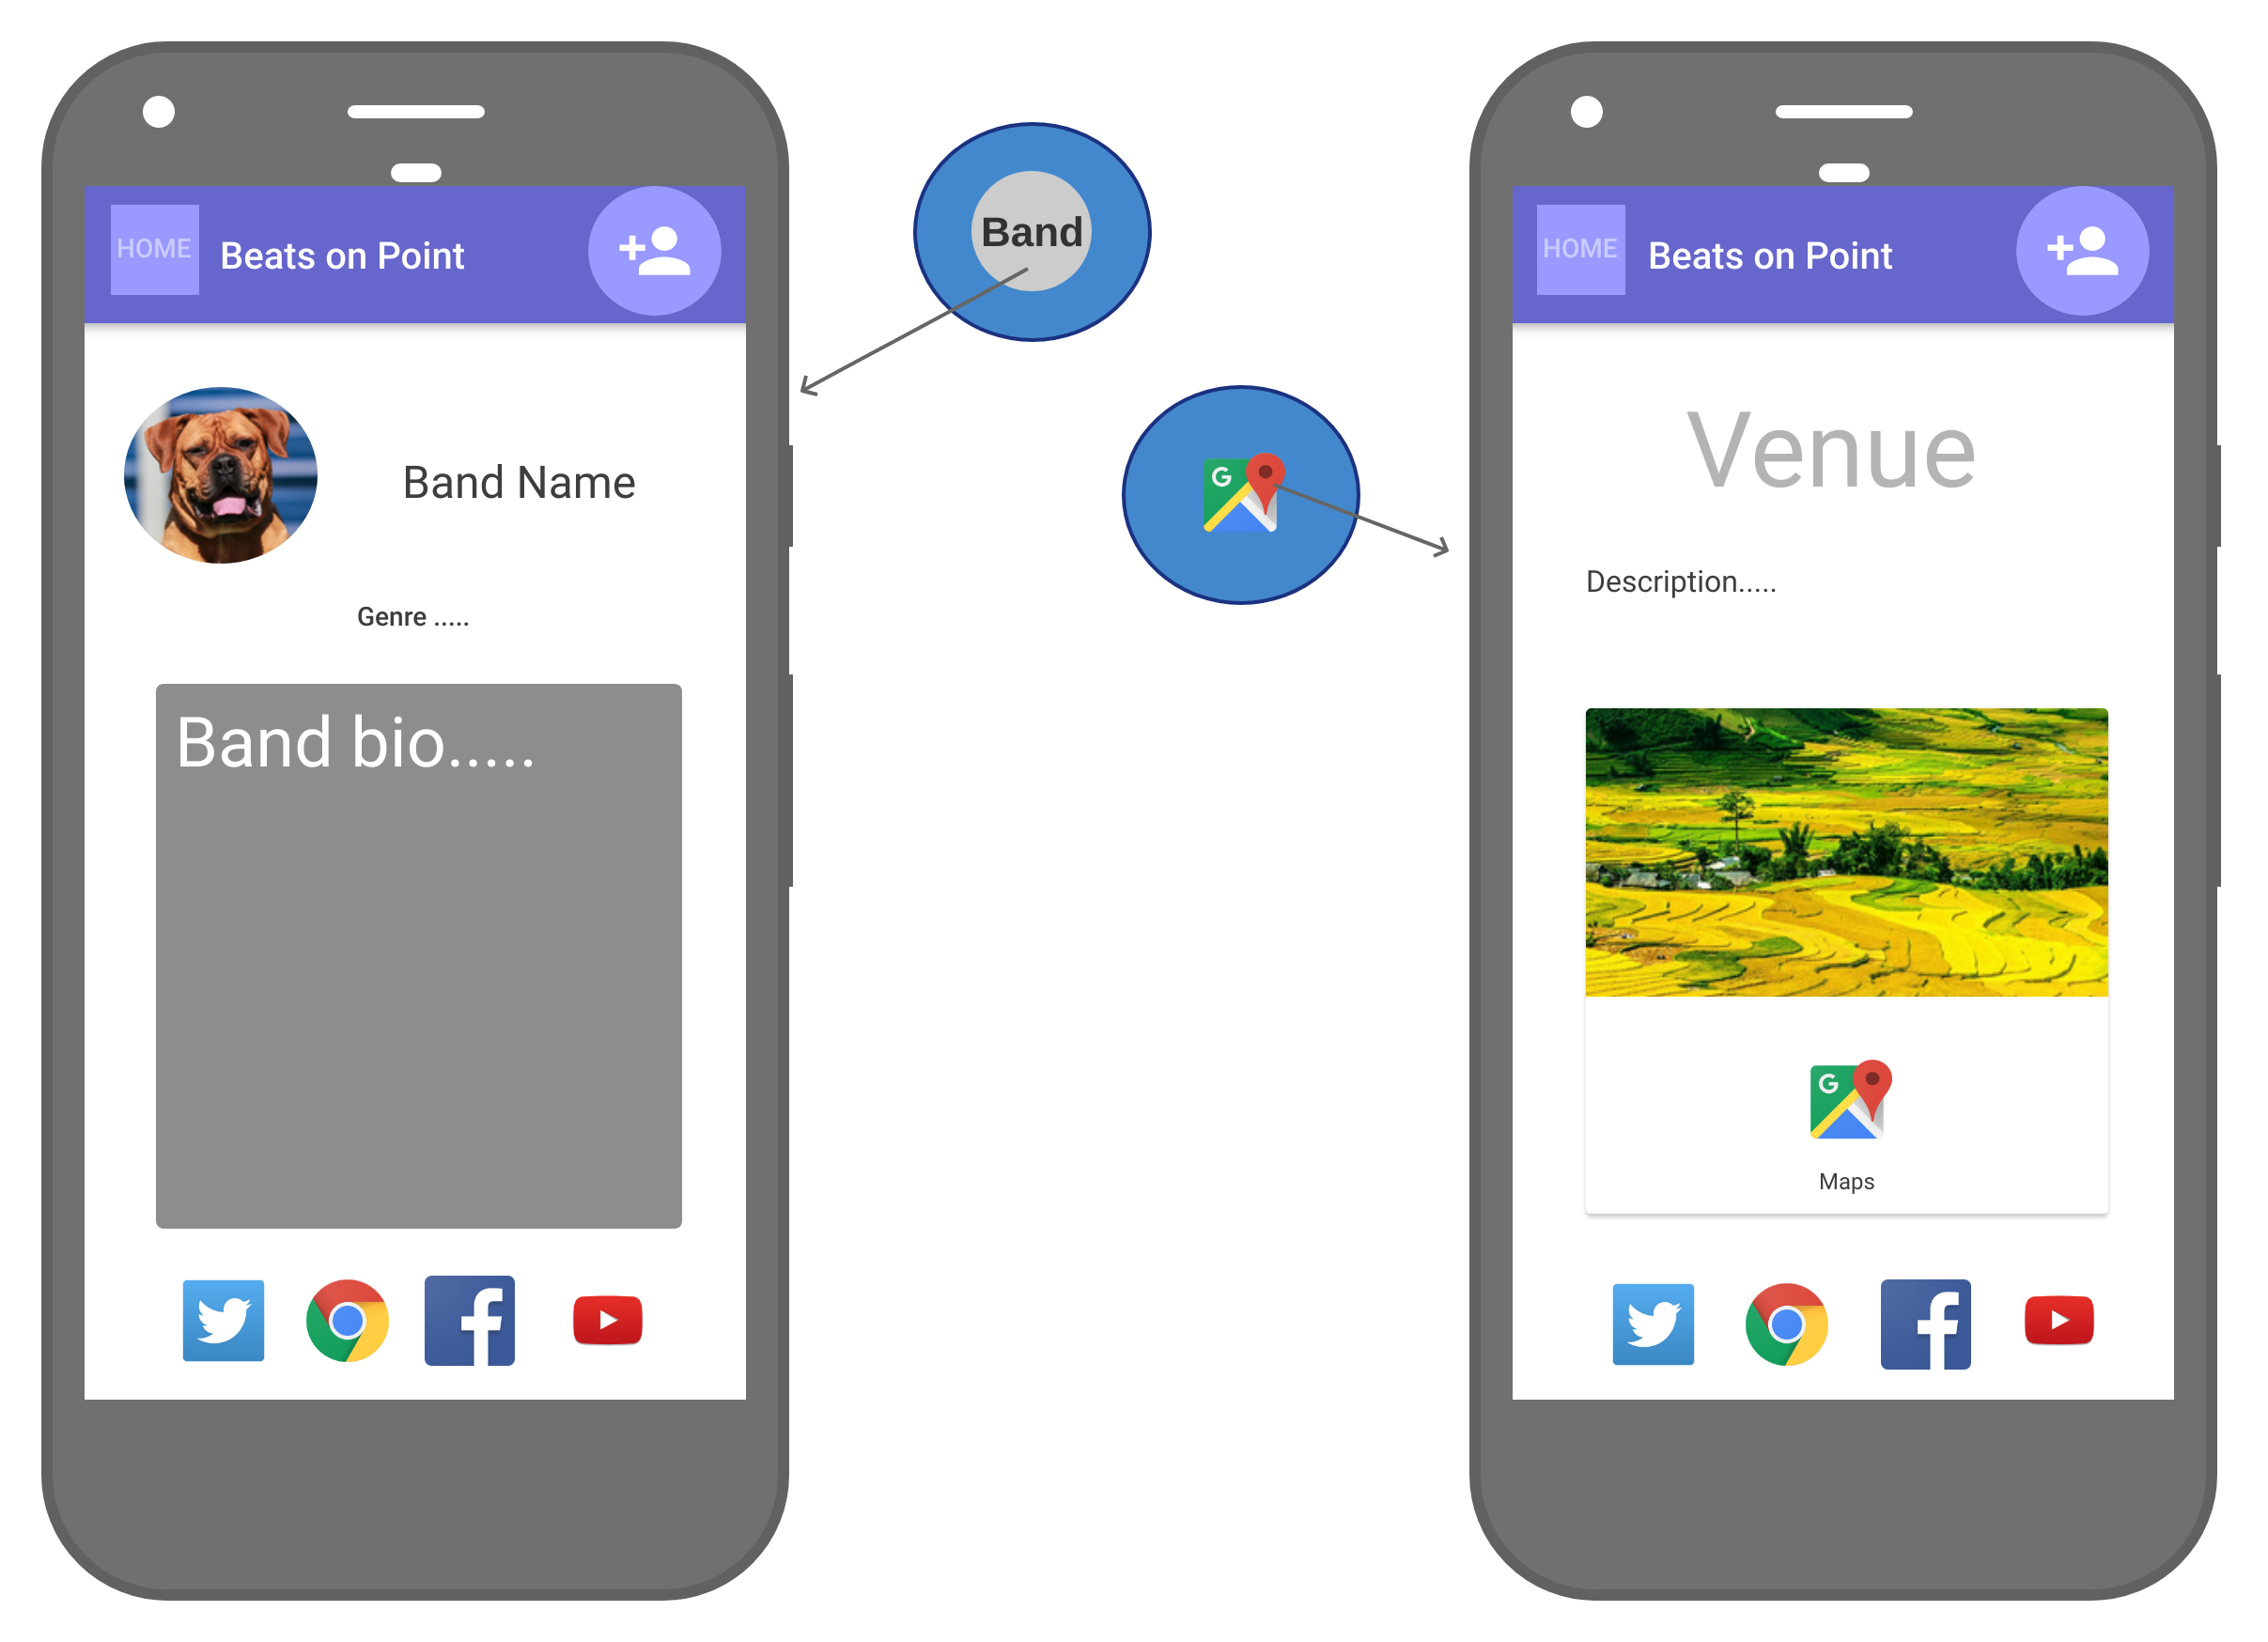 HOME
Beats on Point
Band Name
Genre .....
Band bio.....
Band
G
HOME
Beats on Point
Venue
Description.....
G
Maps